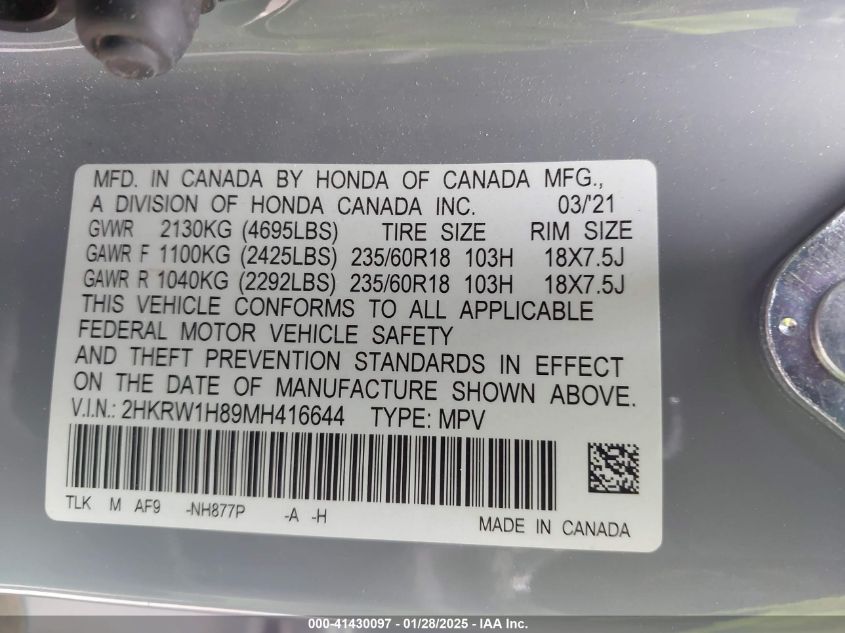 MFD. IN CANADA BY HONDA OF CANADA MFG.,
A DIVISION OF HONDA CANADA INC. 03/'21
GVWR 2130KG (4695LBS) TIRE SIZE RIM SIZE
GAWR F 1100KG (2425LBS) 235/60R18 103H 18X7.5J
GAWR R 1040KG (2292LBS) 235/60R18 103H 18X7.5J
THIS VEHICLE CONFORMS TO ALL APPLICABLE
FEDERAL MOTOR VEHICLE SAFETY
AND THEFT PREVENTION STANDARDS IN EFFECT
ON THE DATE OF MANUFACTURE SHOWN ABOVE.
V.I.N.: 2HKRW1H89MH416644 TYPE: MPV
TLK M AF9 -NH877P -A -H
MADE IN CANADA
000-41430097 - 01/28/2025 - IAA Inc.